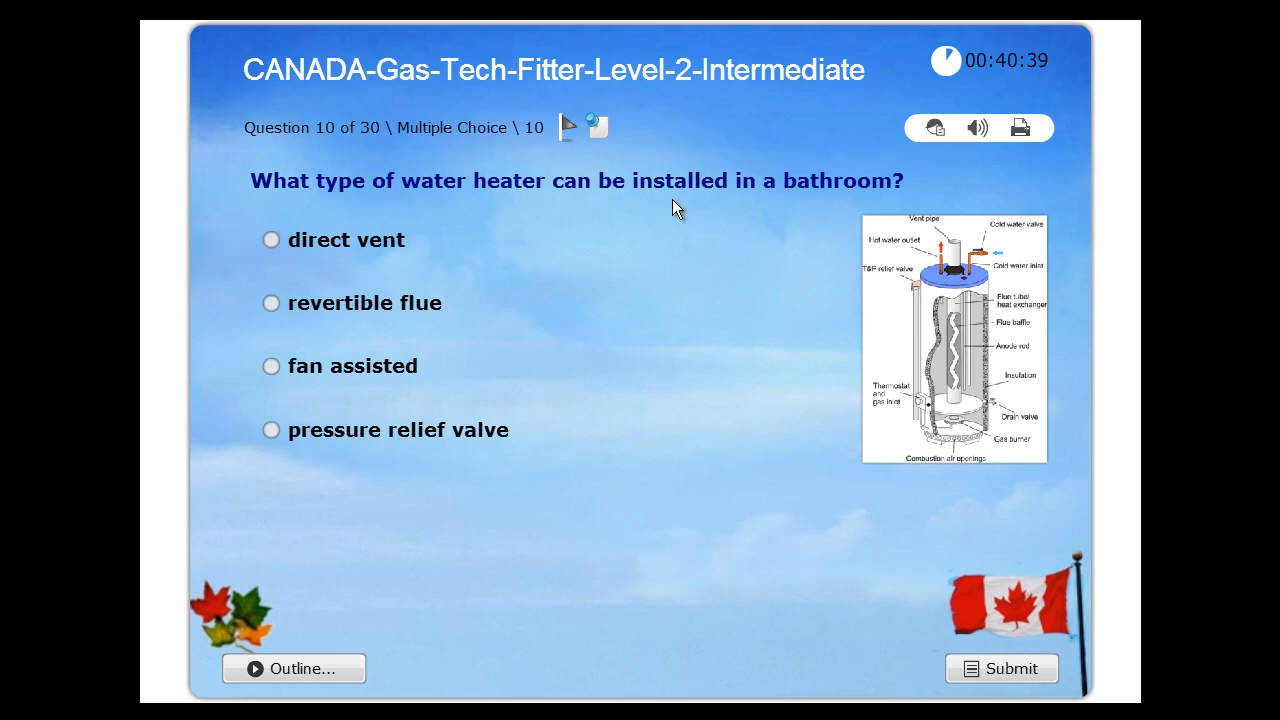 CANADA-Gas-Tech-Fitter-Level-2-Intermediate
00:40:39
Question 10 of 30 \ Multiple Choice \ 10
What type of water heater can be installed in a bathroom?
direct vent
revertible flue
fan assisted
pressure relief valve
Vent pipe
Cold water valve
Hot water outlet
Cold water inlet
T&P relief valve
Flue tube/
heat exchanger
Flue baffle
Anode rod
Insulation
Thermostat
and
gas inlet
Drain valve
Gas burner
Combustion air openings
Outline...
Submit